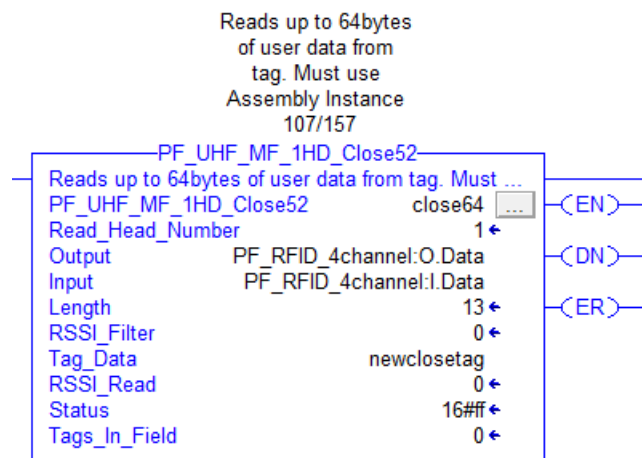 Reads up to 64bytes
of user data from
tag. Must use
Assembly Instance
107/157
PF_UHF_MF_1HD_Close52
Reads up to 64bytes of user data from tag. Must ...
PF_UHF_MF_1HD_Close52 close64 ... EN
Read_Head_Number 1
Output PF_RFID_4channel:O.Data DN
Input PF_RFID_4channel:I.Data
Length 13 ER
RSSI_Filter 0
Tag_Data newclosetag
RSSI_Read 0
Status 16#ff
Tags_In_Field 0